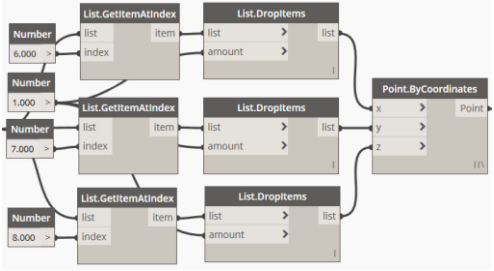 List.GetItemAtIndex
list > item
index
List.DropItems
list > list
amount >
l
Number
6.000 >
Number
1.000 >
List.GetItemAtIndex
list item
index
List.DropItems
list > list
amount >
l
Number
7.000 >
Point.ByCoordinates
x > Point
y >
z >
ll\
List.GetItemAtIndex
list item
index
List.DropItems
list > list
amount >
l
Number
8.000 >